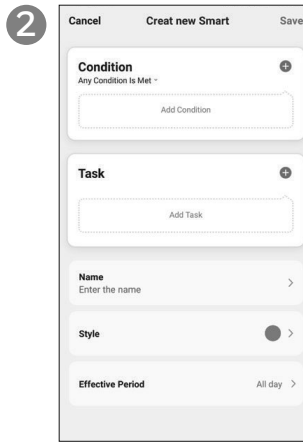 2
Cancel Creat new Smart Save
Condition
Any Condition Is Met
Add Condition
Task
Add Task
Name
Enter the name
Style
Effective Period All day